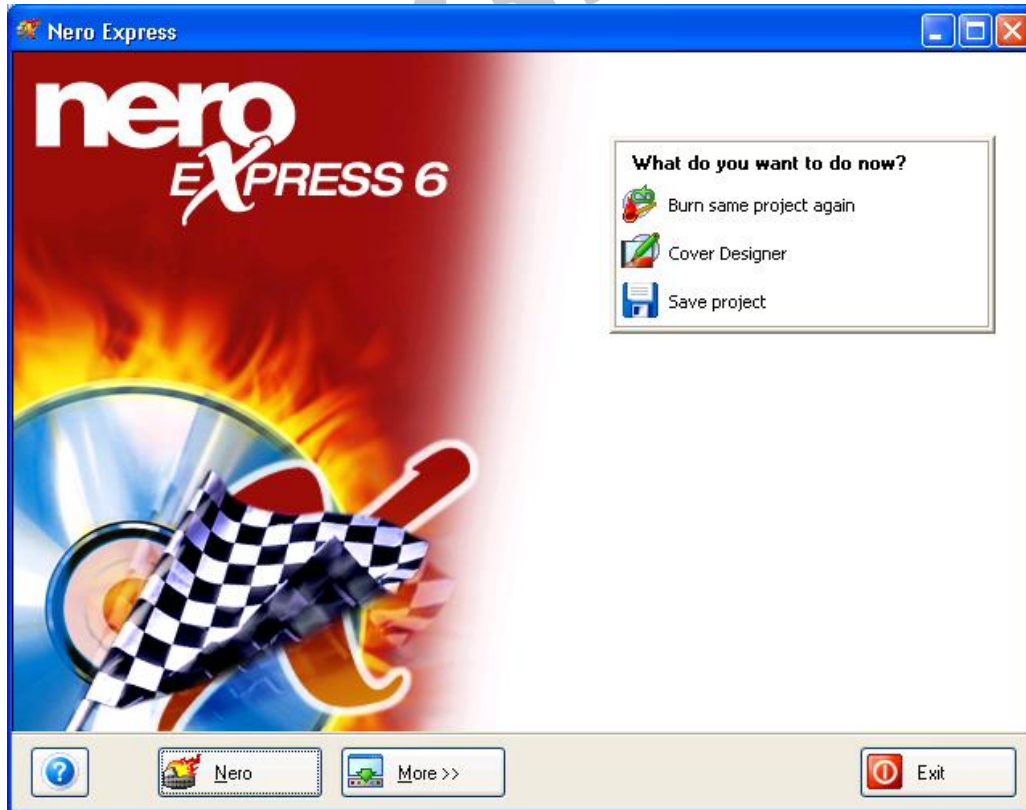 Nero Express
nero
EXPRESS 6
What do you want to do now?
Burn same project again
Cover Designer
Save project
?
Nero
More >>
Exit